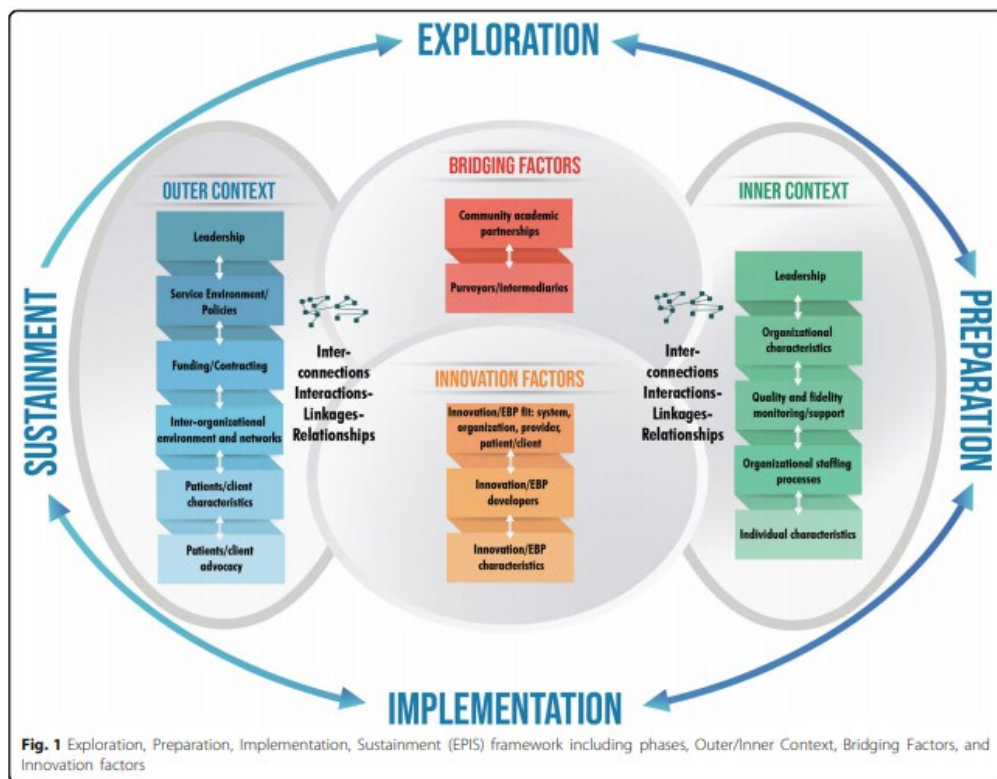 EXPLORATION
BRIDGING FACTORS
OUTER CONTEXT
INNER CONTEXT
Community academic
partnerships
Purveyors/Intermediaries
Leadership
Service Environment/
Policies
Funding/Contracting
Inter-organizational
environment and networks
Patients/client
characteristics
Patients/client
advocacy
Inter-
connections
Interactions-
Linkages-
Relationships
INNOVATION FACTORS
Innovation/EBP fit: system,
organization, provider,
patient/client
Innovation/EBP
developers
Innovation/EBP
characteristics
Inter-
connections
Interactions-
Linkages-
Relationships
Leadership
Organizational
characteristics
Quality and fidelity
monitoring/support
Organizational staffing
processes
Individual characteristics
SUSTAINMENT
PREPARATION
IMPLEMENTATION
Fig. 1 Exploration, Preparation, Implementation, Sustainment (EPIS) framework including phases, Outer/Inner Context, Bridging Factors, and
Innovation factors